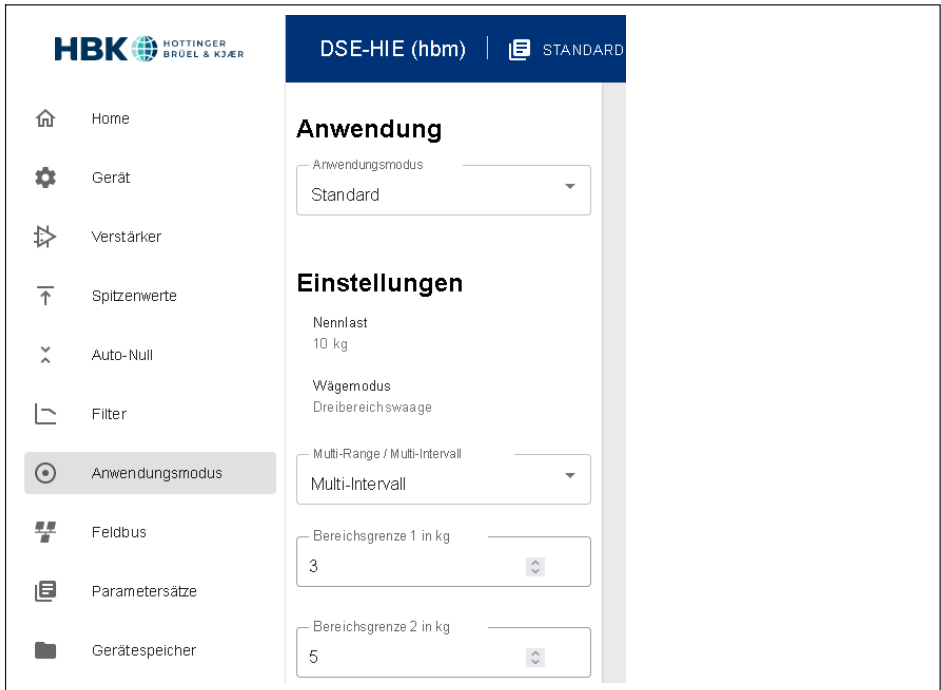 HBK HOTTINGER
BRÜEL & KJÆR
DSE-HIE (hbm) STANDARD
Home
Gerät
Verstärker
Spitzenwerte
Auto-Null
Filter
Anwendungsmodus
Feldbus
Parametersätze
Gerätespeicher
Anwendung
Anwendungsmodus
Standard
Einstellungen
Nennlast
10 kg
Wägemodus
Dreibereichswaage
Multi-Range / Multi-Intervall
Multi-Intervall
Bereichsgrenze 1 in kg
3
Bereichsgrenze 2 in kg
5